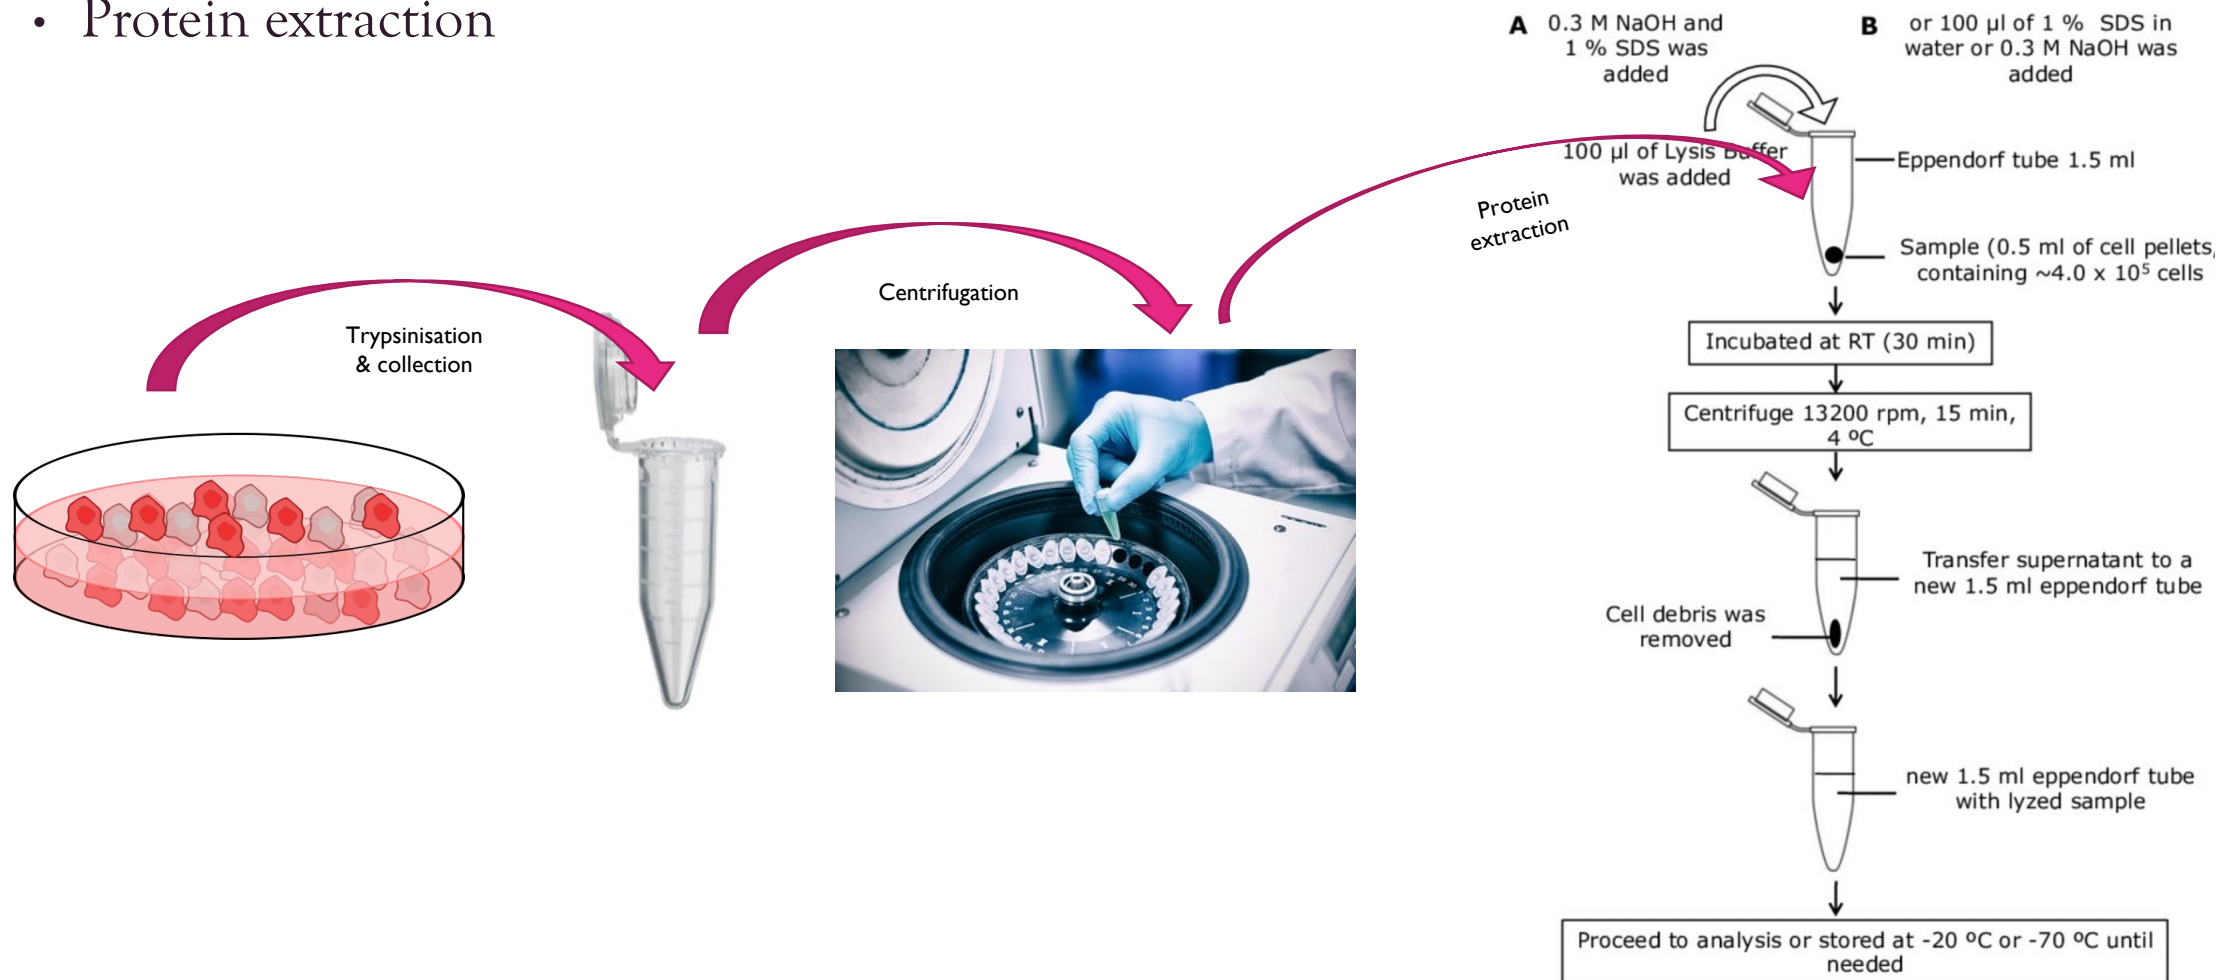 • Protein extraction
Trypsinisation
& collection
Centrifugation
Protein
extraction
A 0.3 M NaOH and
1 % SDS was
added
B or 100 µl of 1 % SDS in
water or 0.3 M NaOH was
added
100 µl of Lysis Buffer
was added
Eppendorf tube 1.5 ml
Sample (0.5 ml of cell pellets,
containing ~4.0 x 10⁵ cells
Incubated at RT (30 min)
Centrifuge 13200 rpm, 15 min,
4 ºC
Transfer supernatant to a
new 1.5 ml eppendorf tube
Cell debris was
removed
new 1.5 ml eppendorf tube
with lyzed sample
Proceed to analysis or stored at -20 ºC or -70 ºC until
needed